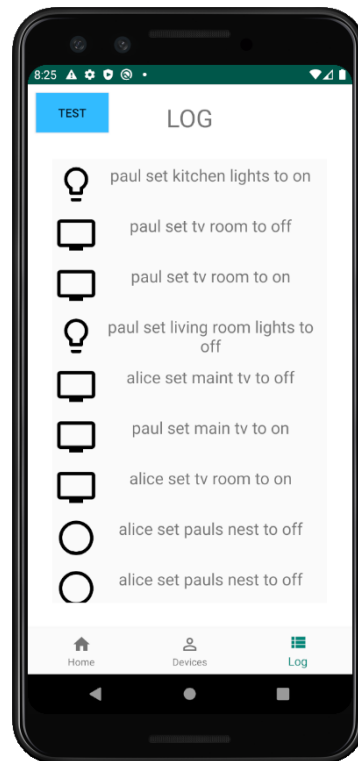 8:25
TEST
LOG
paul set kitchen lights to on
paul set tv room to off
paul set tv room to on
paul set living room lights to
off
alice set maint tv to off
paul set main tv to on
alice set tv room to on
alice set pauls nest to off
alice set pauls nest to off
Home
Devices
Log